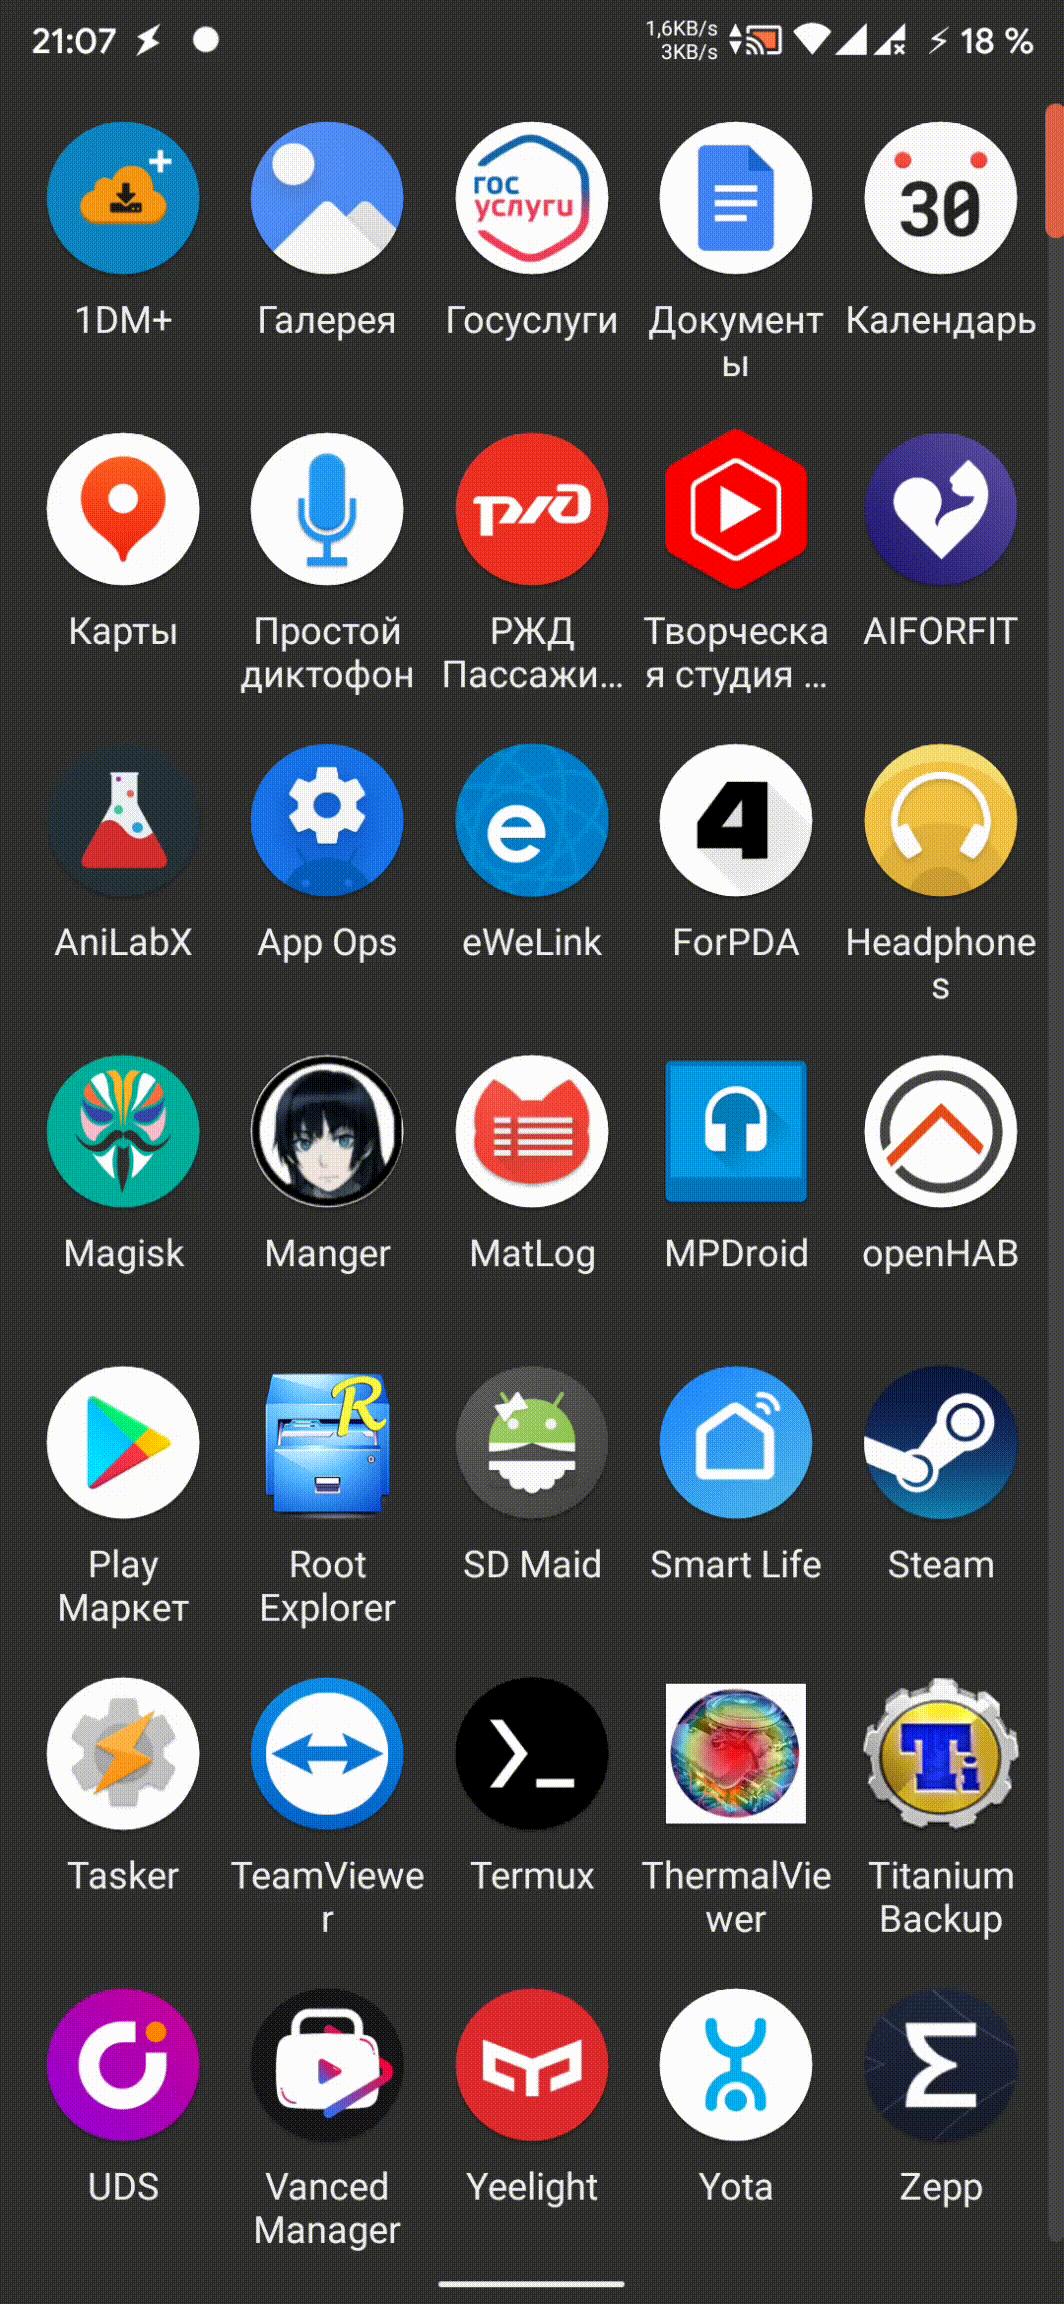 21:07 1,6KB/s 3KB/s 18 %
30
гос
услуги
1DM+ Галерея Госуслуги Документы Календарь
ржд
Карты Простой РЖД Творческа AIFORFIT
диктофон Пассажи... я студия ...
e 4
AniLabX App Ops eWeLink ForPDA Headphone
s
Magisk Manger MatLog MPDroid openHAB
R
Play Root SD Maid Smart Life Steam
Маркет Explorer
>_ Ti
Tasker TeamViewe Termux ThermalVie Titanium
r wer Backup
UDS Vanced Yeelight Yota Zepp
Manager